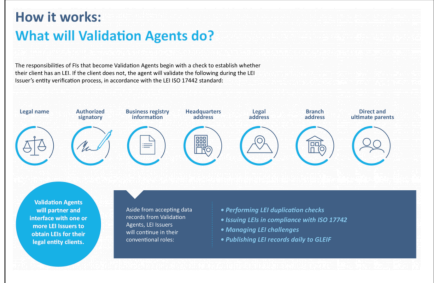 How it works:
What will Validation Agents do?
The responsibilities of FIs that become Validation Agents begin with a check to establish whether
their client has an LEI. If the client does not, the agent will validate the following during the LEI
Issuer's entity verification process, in accordance with the LEI ISO 17442 standard:
Legal name
Authorized
signatory
Business registry
information
Headquarters
address
Legal
address
Branch
address
Direct and
ultimate parents
Validation Agents
will partner and
interface with one or
more LEI Issuers to
obtain LEIs for their
legal entity clients.
Aside from accepting data
records from Validation
Agents, LEI Issuers
will continue in their
conventional roles:
• Performing LEI duplication checks
• Issuing LEIs in compliance with ISO 17442
• Managing LEI challenges
• Publishing LEI records daily to GLEIF